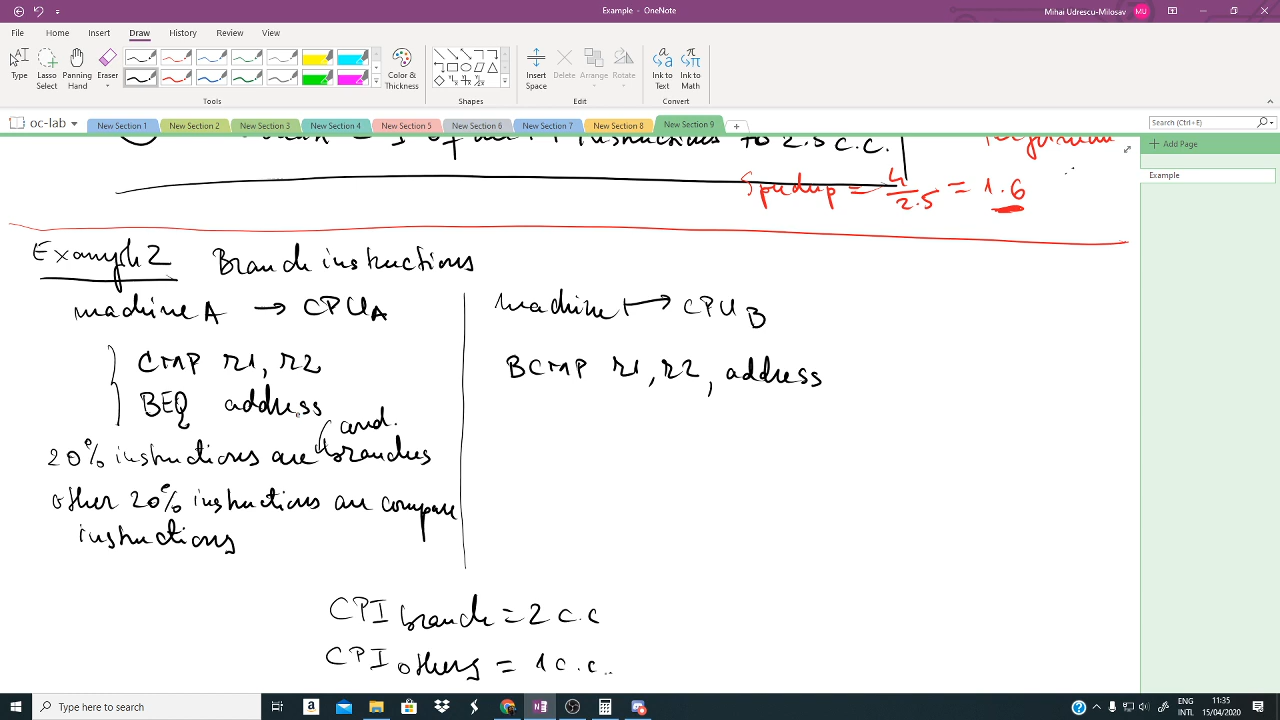 Example - OneNote
Mihai Udrescu-Milosav MU
File Home Insert Draw History Review View
Type Lasso Select Panning Hand Eraser Color & Thickness Insert Space Delete Arrange Rotate Ink to Text Ink to Math
Tools Shapes Edit Convert
oc-lab New Section 1 New Section 2 New Section 3 New Section 4 New Section 5 New Section 6 New Section 7 New Section 8 New Section 9 Search (Ctrl+E)
Add Page
Example
instructions to 2.5 c.c.
Speedup = 4/2.5 = 1.6
Example 2 Branch instructions
machine A → CPU A
machine → CPU B
CMP r1, r2
BCMP r1, r2, address
BEQ address
cond.
20% instructions are branches
other 20% instructions are compare
instructions
CPI branch = 2 c.c
CPI others = 1 c.c.
Type here to search
ENG
INTL
11:35
15/04/2020